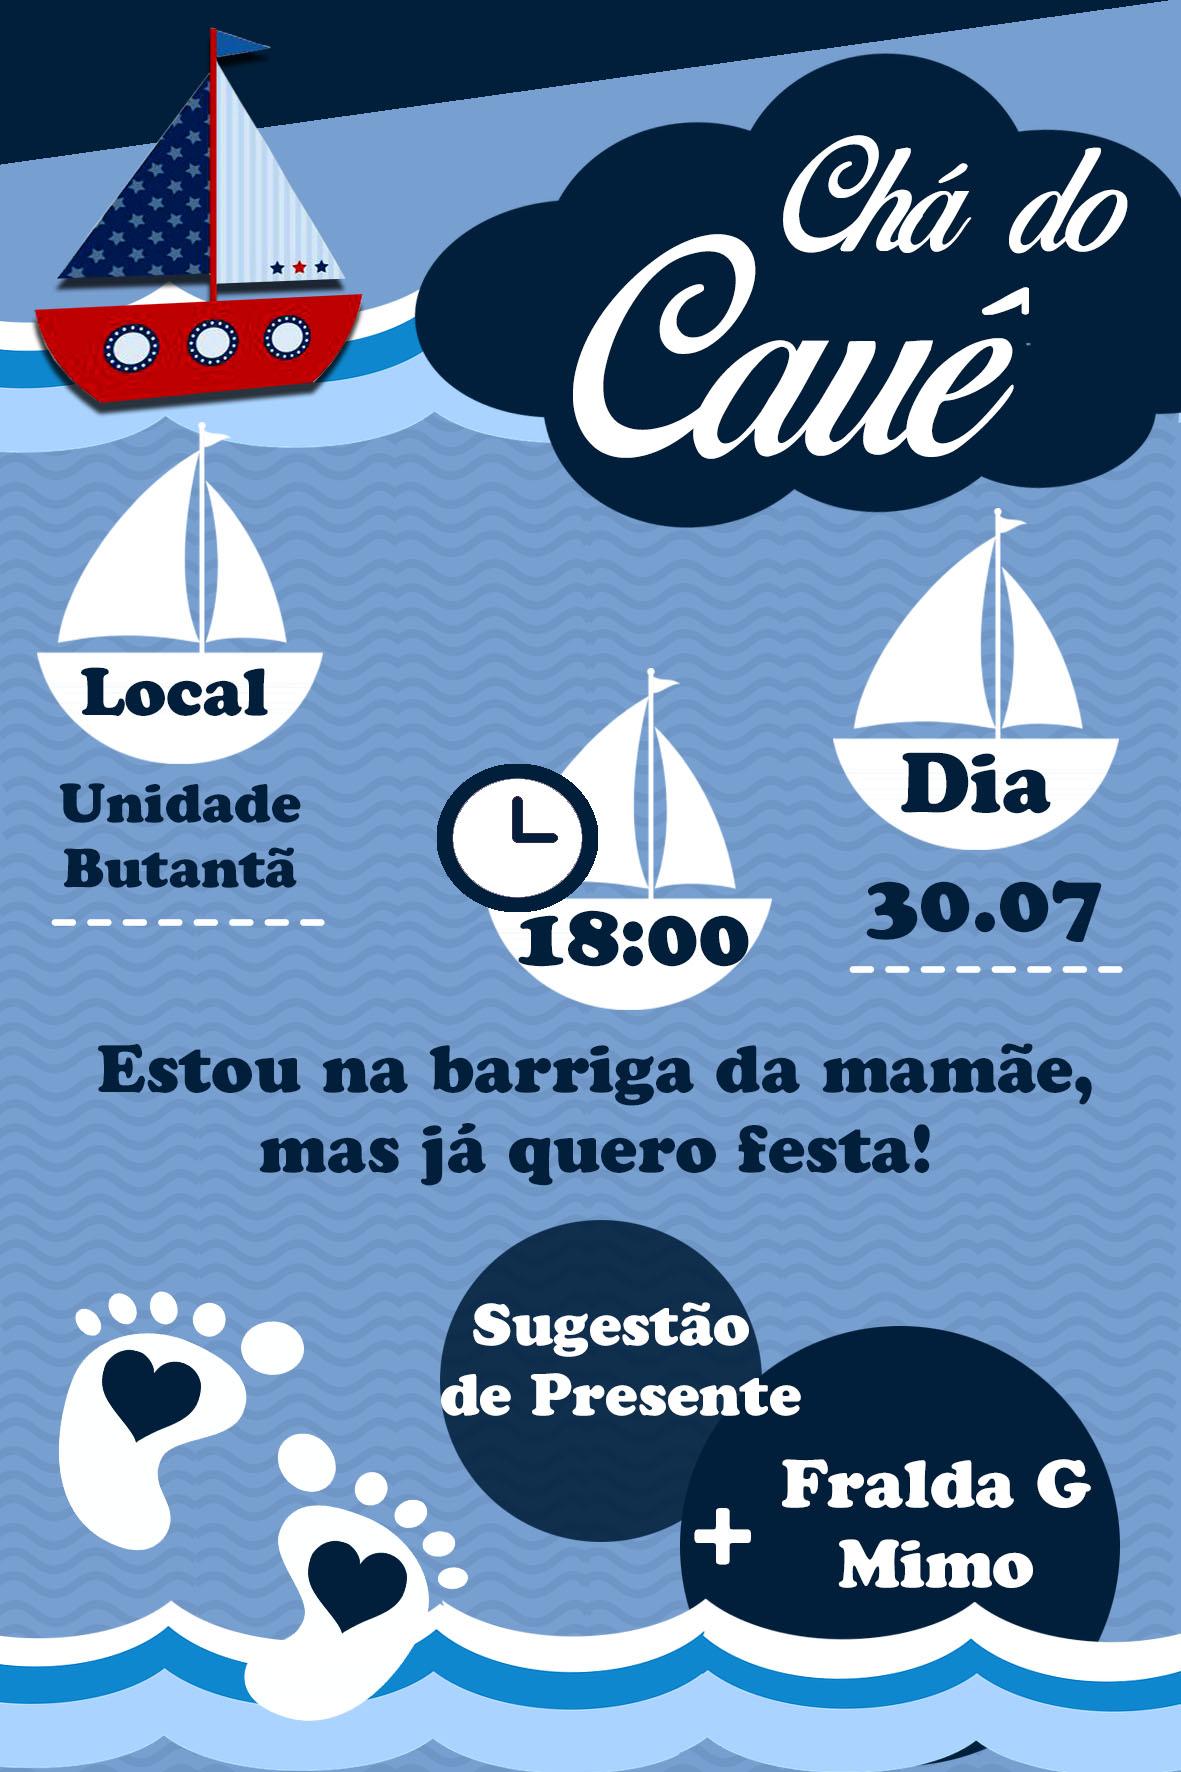 Chá do
Cauê
Local
Unidade
Butantã
18:00
Dia
30.07
Estou na barriga da mamãe,
mas já quero festa!
Sugestão
de Presente
Fralda G
+
Mimo